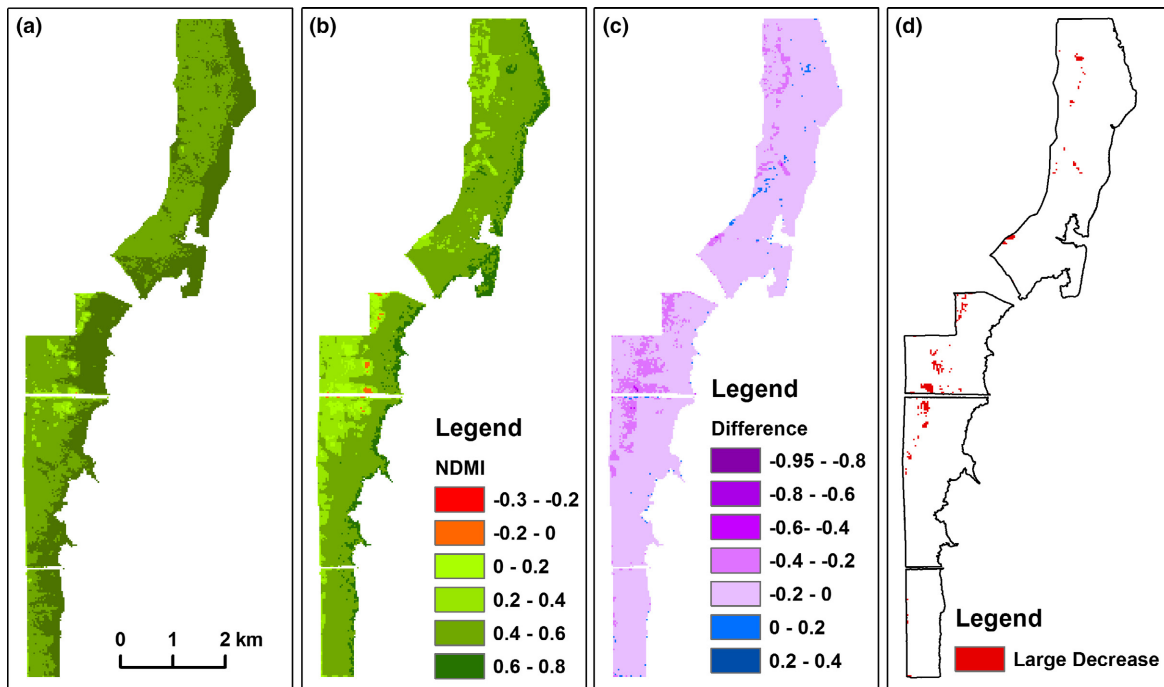 (a)
0 1 2 km
(b)
Legend
NDMI
-0.3 - -0.2
-0.2 - 0
0 - 0.2
0.2 - 0.4
0.4 - 0.6
0.6 - 0.8
(c)
Legend
Difference
-0.95 - -0.8
-0.8 - -0.6
-0.6- -0.4
-0.4 - -0.2
-0.2 - 0
0 - 0.2
0.2 - 0.4
(d)
Legend
Large Decrease